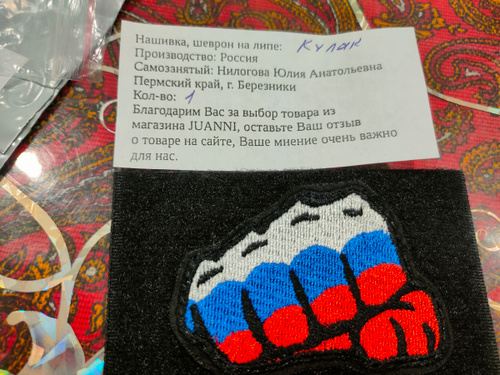 Нашивка, шеврон на липе: Кулак
Производство: Россия
Самозанятый: Нилогова Юлия Анатольевна
Пермский край, г. Березники
Кол-во: 1
Благодарим Вас за выбор товара из
магазина JUANNI, оставьте Ваш отзыв
о товаре на сайте, Ваше мнение очень важно
для нас.